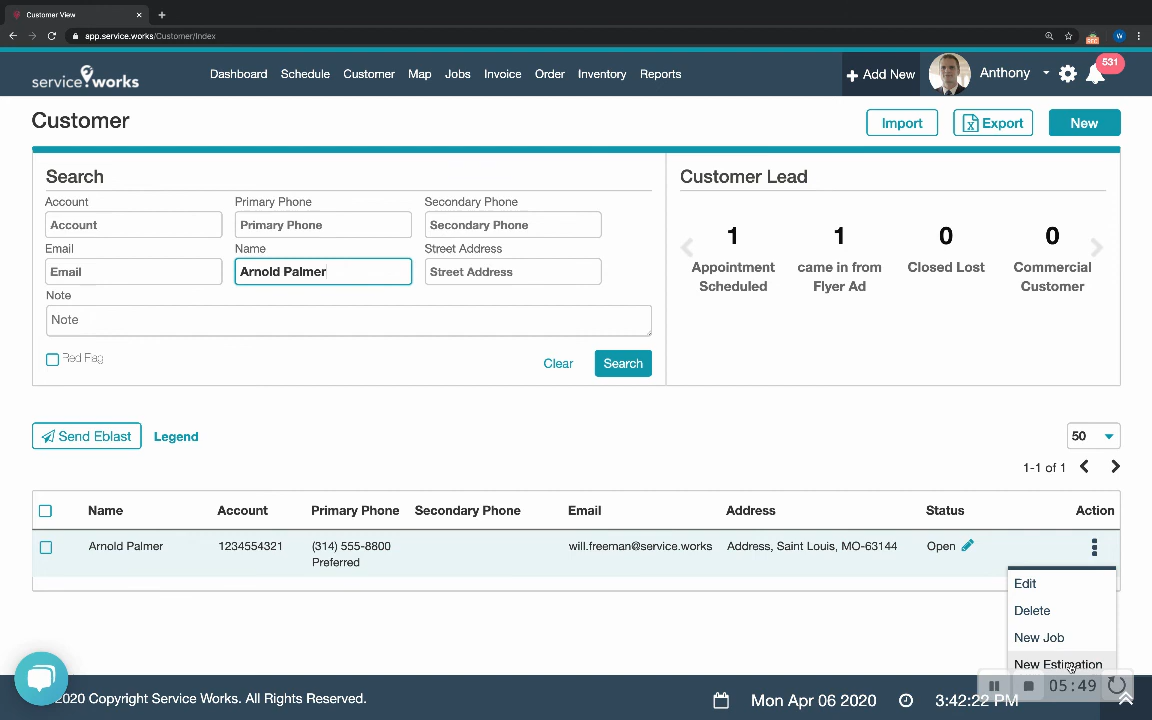 Customer View
app.service.works/Customer/Index
service works
Dashboard Schedule Customer Map Jobs Invoice Order Inventory Reports
+ Add New
Anthony
531
Customer
Import
Export
New
Search
Account Primary Phone Secondary Phone
Account Primary Phone Secondary Phone
Email Name Street Address
Email Arnold Palmer Street Address
Note
Note
Red Flag
Clear
Search
Customer Lead
1 1 0 0
Appointment Scheduled
came in from Flyer Ad
Closed Lost
Commercial Customer
Send Eblast
Legend
50
1-1 of 1
Name Account Primary Phone Secondary Phone Email Address Status Action
Arnold Palmer 1234554321 (314) 555-8800 will.freeman@service.works Address, Saint Louis, MO-63144 Open
Preferred
Edit
Delete
New Job
New Estimation
05:49
2020 Copyright Service Works. All Rights Reserved.
Mon Apr 06 2020
3:42:22 PM